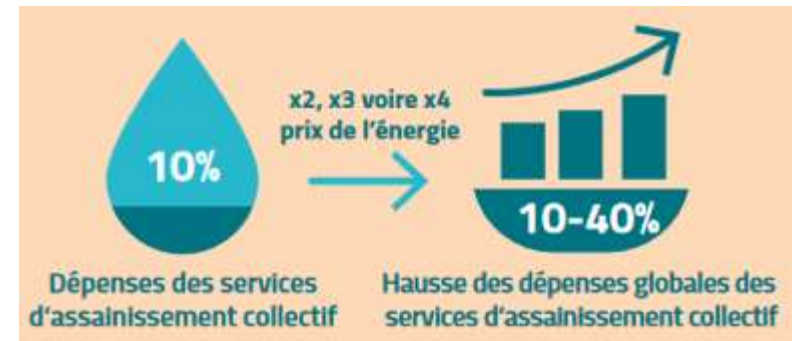 10%
Dépenses des services
d'assainissement collectif
x2, x3 voire x4
prix de l'énergie
10-40%
Hausse des dépenses globales des
services d'assainissement collectif